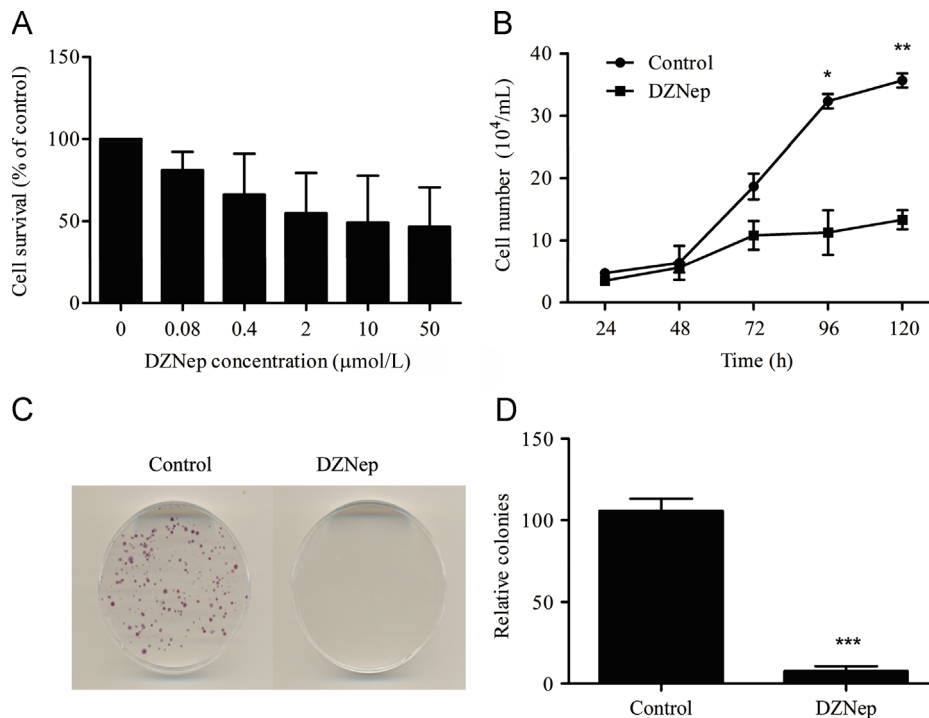 A
Cell survival (% of control)
150
100
50
0
0 0.08 0.4 2 10 50
DZNep concentration (μmol/L)
B
Cell number (10⁴/mL)
40
30
20
10
0
Control
DZNep
*
**
24 48 72 96 120
Time (h)
C
Control DZNep
D
Relative colonies
150
100
50
0
***
Control DZNep